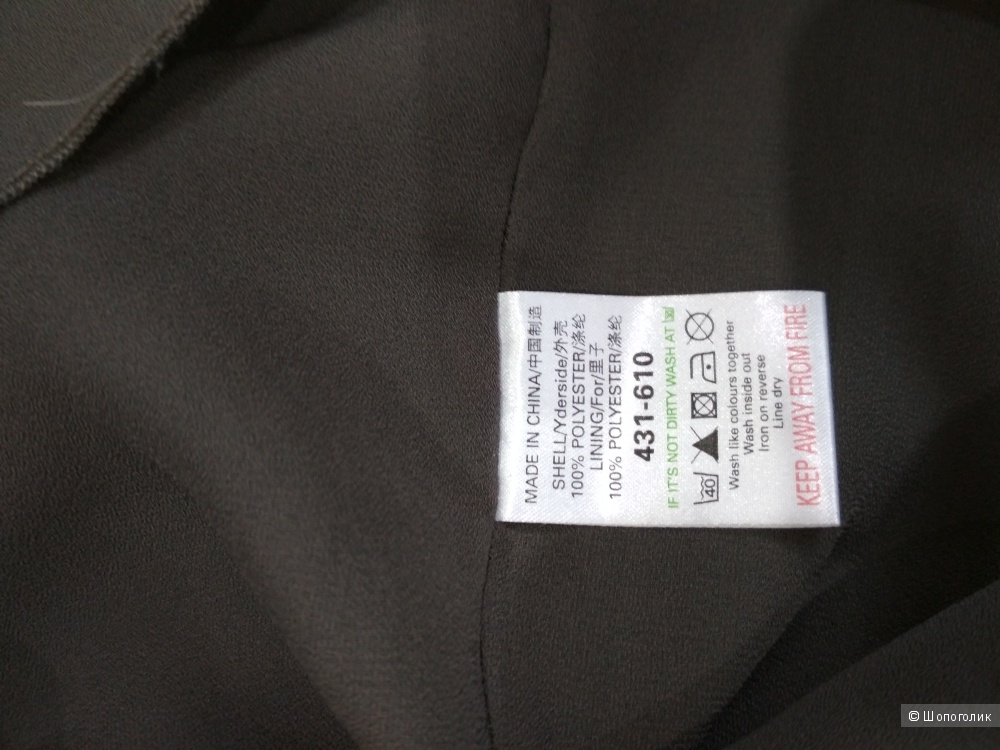 MADE IN CHINA/中国制造
SHELL/Yderside/外壳
100% POLYESTER/涤纶
LINING/For/里子
100% POLYESTER/涤纶
431-610
IF IT'S NOT DIRTY WASH AT
40
Wash like colours together
Wash inside out
Iron on reverse
Line dry
KEEP AWAY FROM FIRE
© Шопоголик